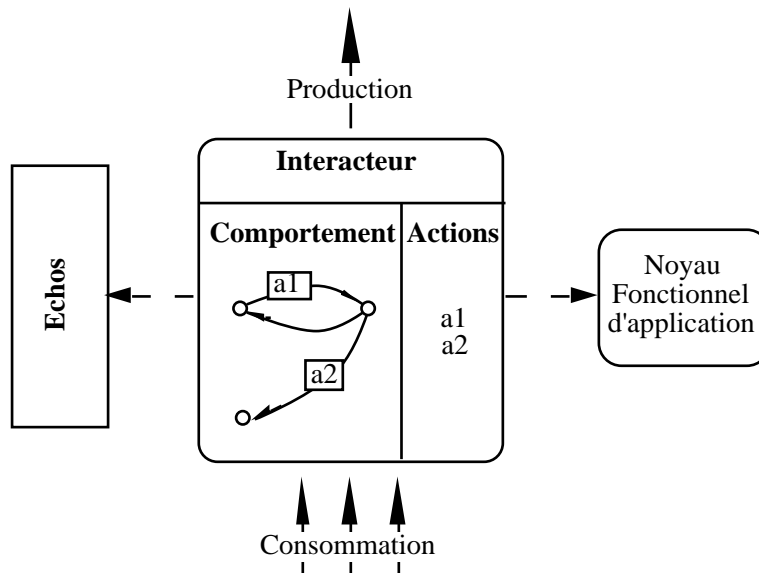 Production
Interacteur
Comportement
Actions
a1
a2
a1
a2
Echos
Noyau
Fonctionnel
d'application
Consommation